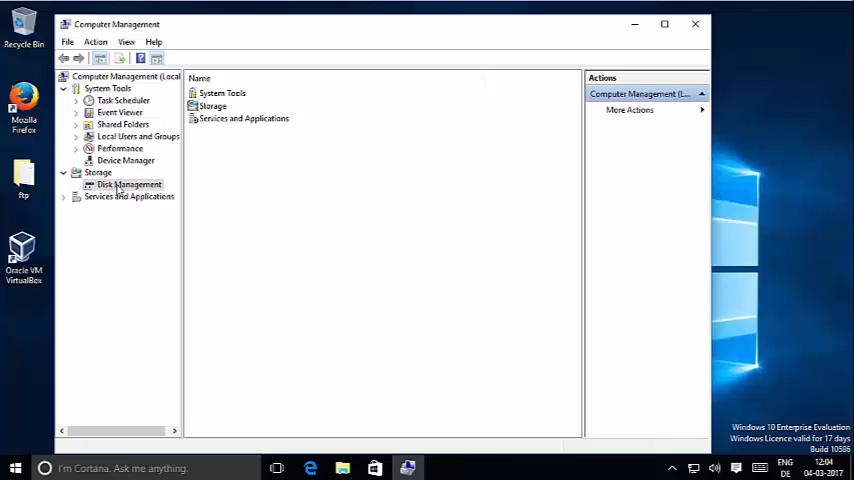 Recycle Bin
Mozilla
Firefox
ftp
Oracle VM
VirtualBox
Computer Management
File Action View Help
Computer Management (Local
System Tools
Task Scheduler
Event Viewer
Shared Folders
Local Users and Groups
Performance
Device Manager
Storage
Disk Management
Services and Applications
Name
System Tools
Storage
Services and Applications
Actions
Computer Management (L...
More Actions
Windows 10 Enterprise Evaluation
Windows Licence valid for 17 days
Build 10586
I'm Cortana. Ask me anything.
ENG
DE
12:04
04-03-2017